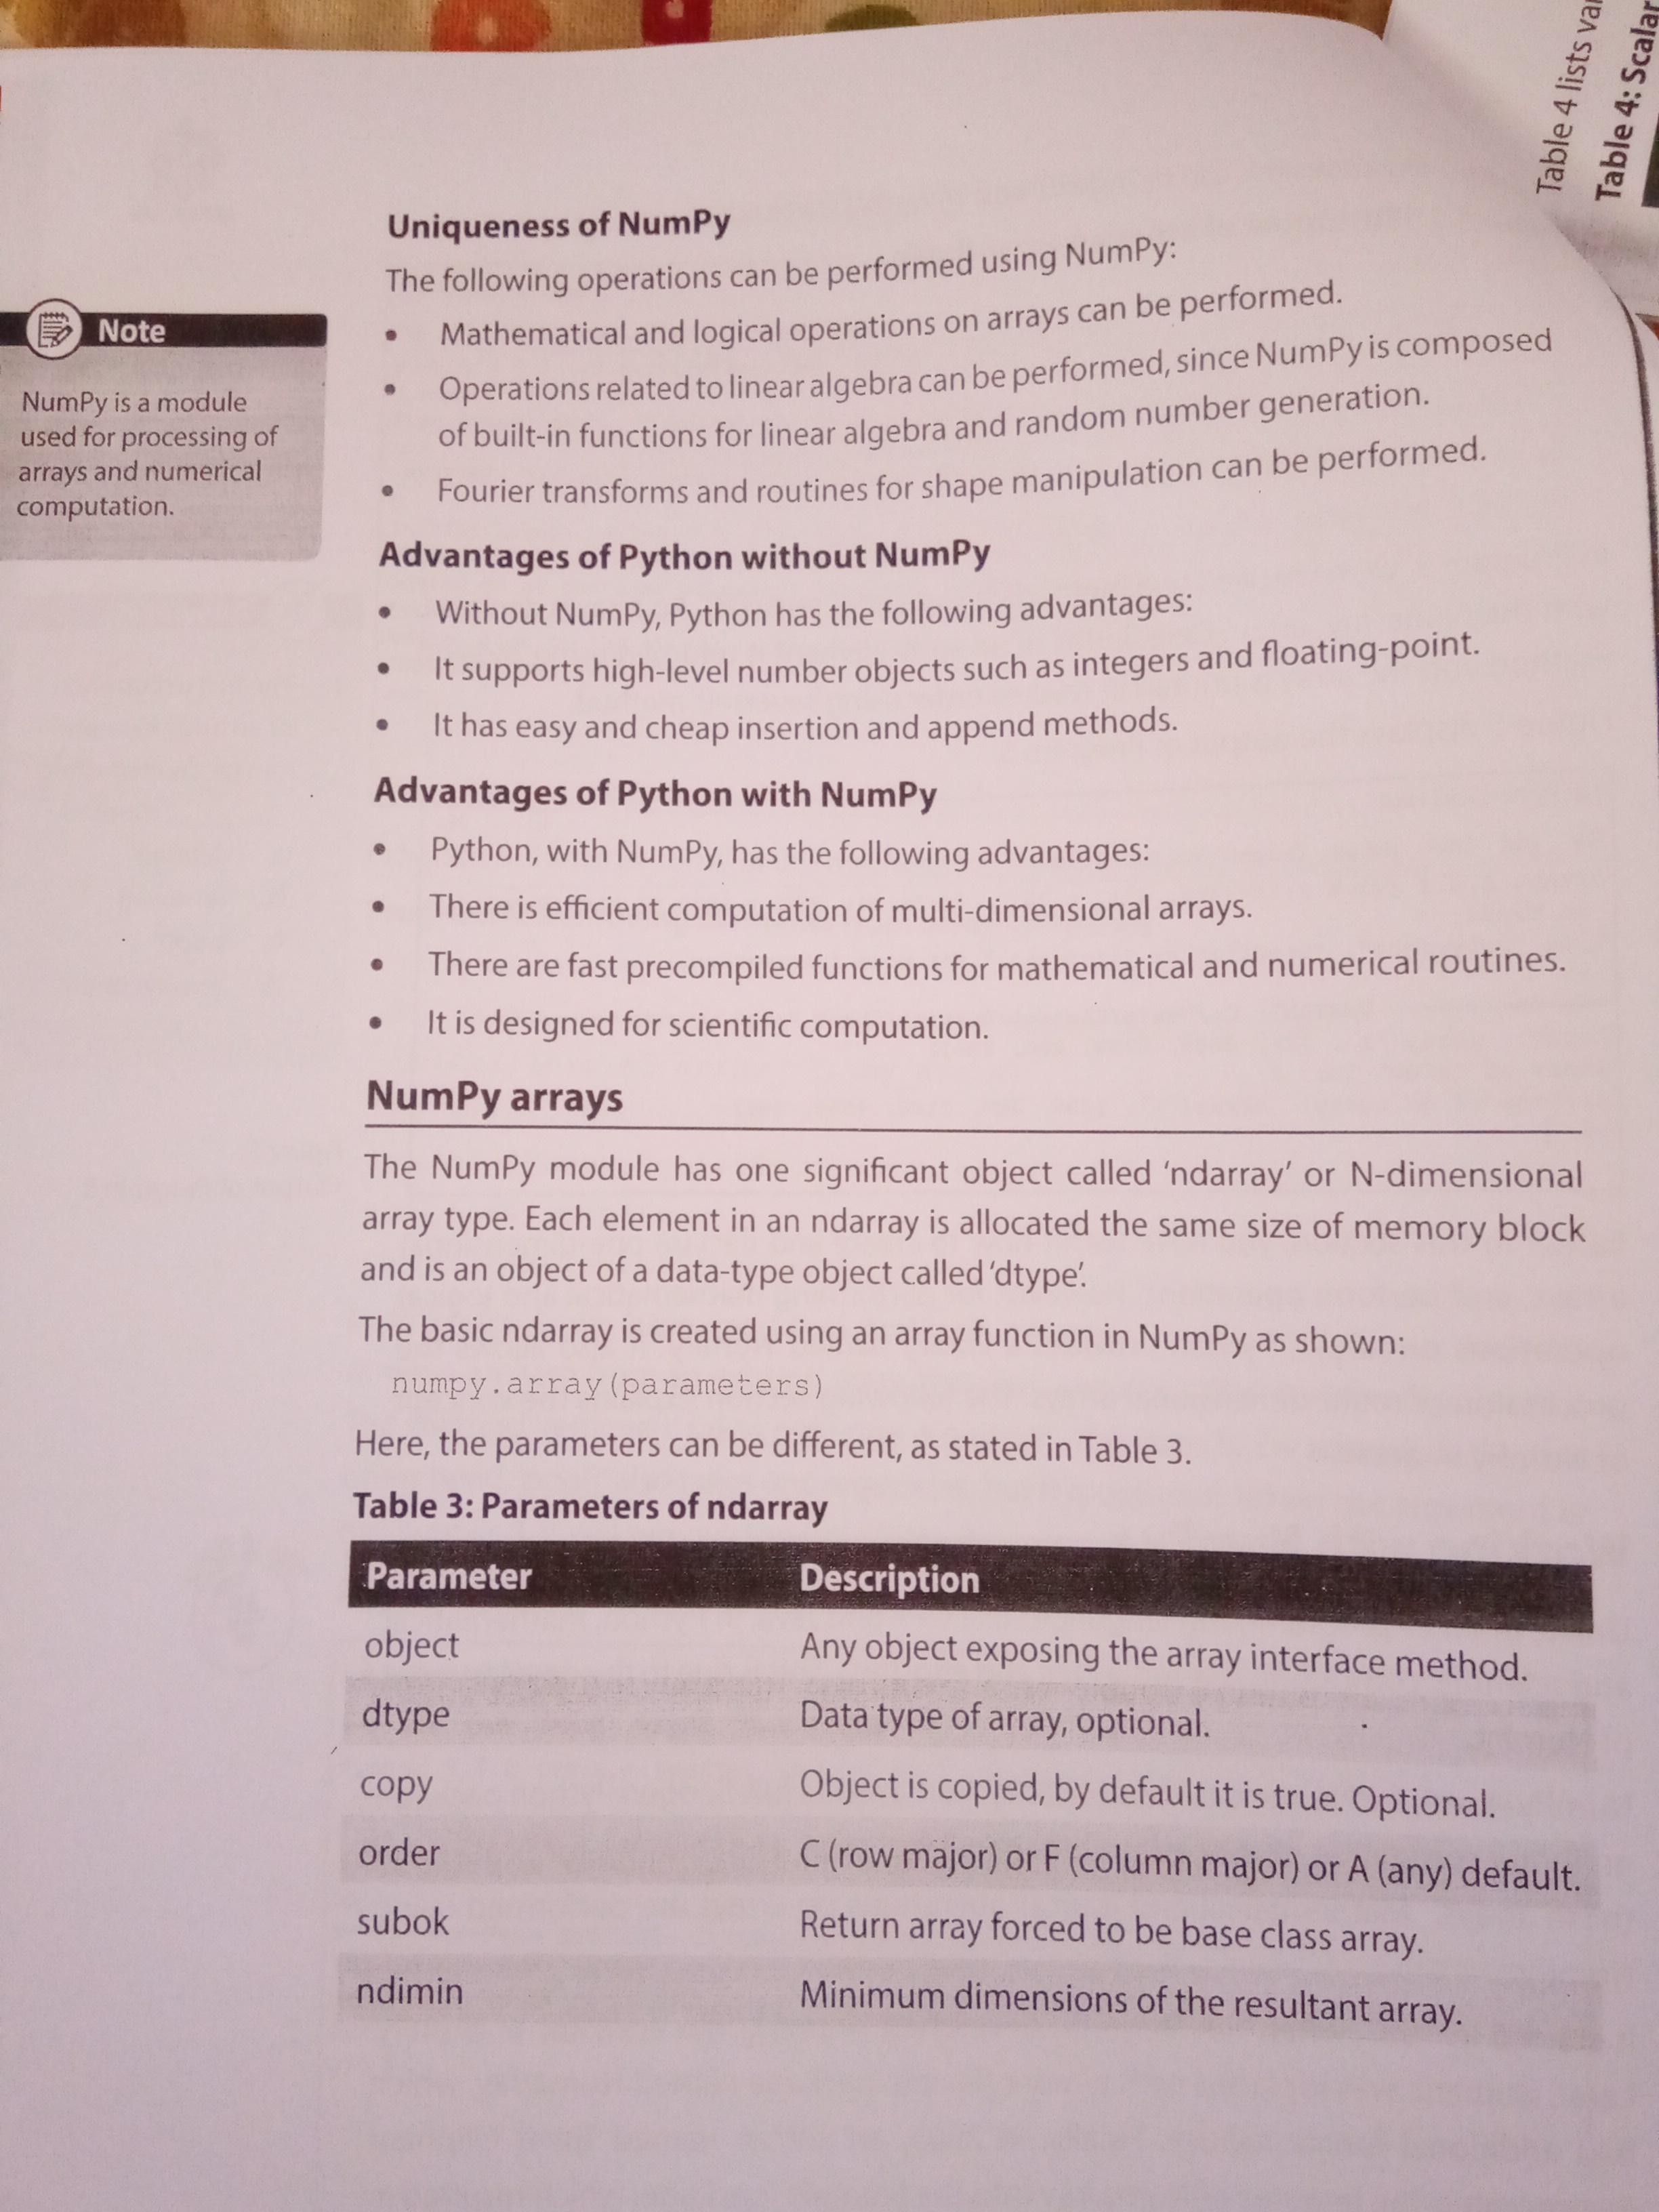 Table 4 lists
Table 4: Scalar
Uniqueness of NumPy
The following operations can be performed using NumPy:
• Mathematical and logical operations on arrays can be performed.
• Operations related to linear algebra can be performed, since NumPy is composed
of built-in functions for linear algebra and random number generation.
• Fourier transforms and routines for shape manipulation can be performed.
Note
NumPy is a module
used for processing of
arrays and numerical
computation.
Advantages of Python without NumPy
• Without NumPy, Python has the following advantages:
• It supports high-level number objects such as integers and floating-point.
• It has easy and cheap insertion and append methods.
Advantages of Python with NumPy
• Python, with NumPy, has the following advantages:
• There is efficient computation of multi-dimensional arrays.
• There are fast precompiled functions for mathematical and numerical routines.
• It is designed for scientific computation.
NumPy arrays
The NumPy module has one significant object called ‘ndarray’ or N-dimensional
array type. Each element in an ndarray is allocated the same size of memory block
and is an object of a data-type object called ‘dtype’.
The basic ndarray is created using an array function in NumPy as shown:
numpy.array(parameters)
Here, the parameters can be different, as stated in Table 3.
Table 3: Parameters of ndarray
Parameter Description
object Any object exposing the array interface method.
dtype Data type of array, optional.
copy Object is copied, by default it is true. Optional.
order C (row major) or F (column major) or A (any) default.
subok Return array forced to be base class array.
ndimin Minimum dimensions of the resultant array.